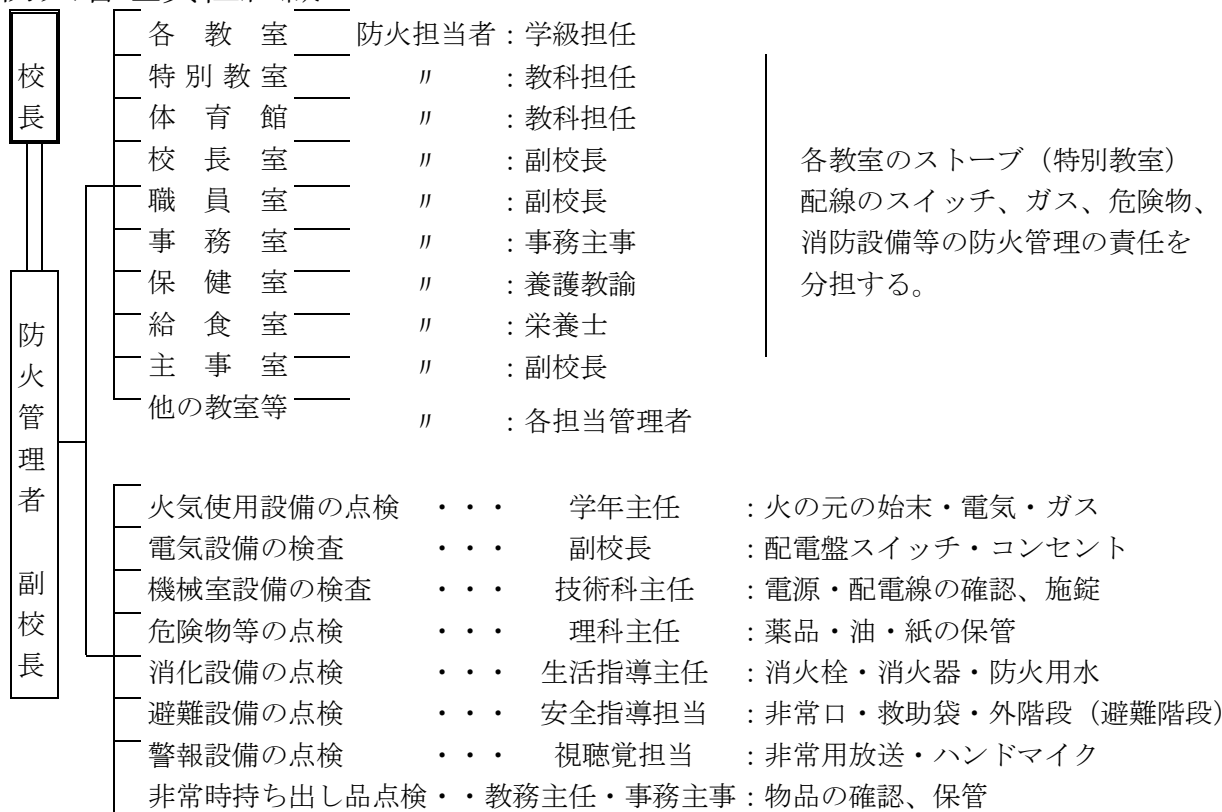 校長
防火管理者　副校長
各教室　防火担当者：学級担任
特別教室　〃　：教科担任
体育館　〃　：教科担任
校長室　〃　：副校長
職員室　〃　：副校長
事務室　〃　：事務主事
保健室　〃　：養護教諭
給食室　〃　：栄養士
主事室　〃　：副校長
他の教室等　〃　：各担当管理者
各教室のストーブ（特別教室）
配線のスイッチ、ガス、危険物、
消防設備等の防火管理の責任を
分担する。
火気使用設備の点検　・・・　学年主任　：火の元の始末・電気・ガス
電気設備の検査　・・・　副校長　：配電盤スイッチ・コンセント
機械室設備の検査　・・・　技術科主任　：電源・配電線の確認、施錠
危険物等の点検　・・・　理科主任　：薬品・油・紙の保管
消化設備の点検　・・・　生活指導主任　：消火栓・消火器・防火用水
避難設備の点検　・・・　安全指導担当　：非常口・救助袋・外階段（避難階段）
警報設備の点検　・・・　視聴覚担当　：非常用放送・ハンドマイク
非常時持ち出し品点検・・教務主任・事務主事：物品の確認、保管